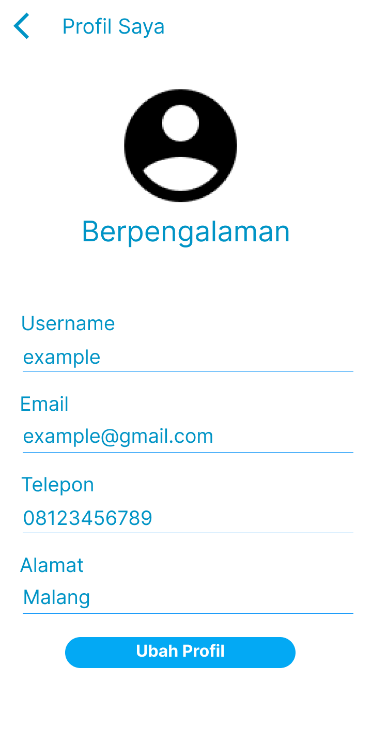 Profil Saya
Berpengalaman
Username
example
Email
example@gmail.com
Telepon
08123456789
Alamat
Malang
Ubah Profil